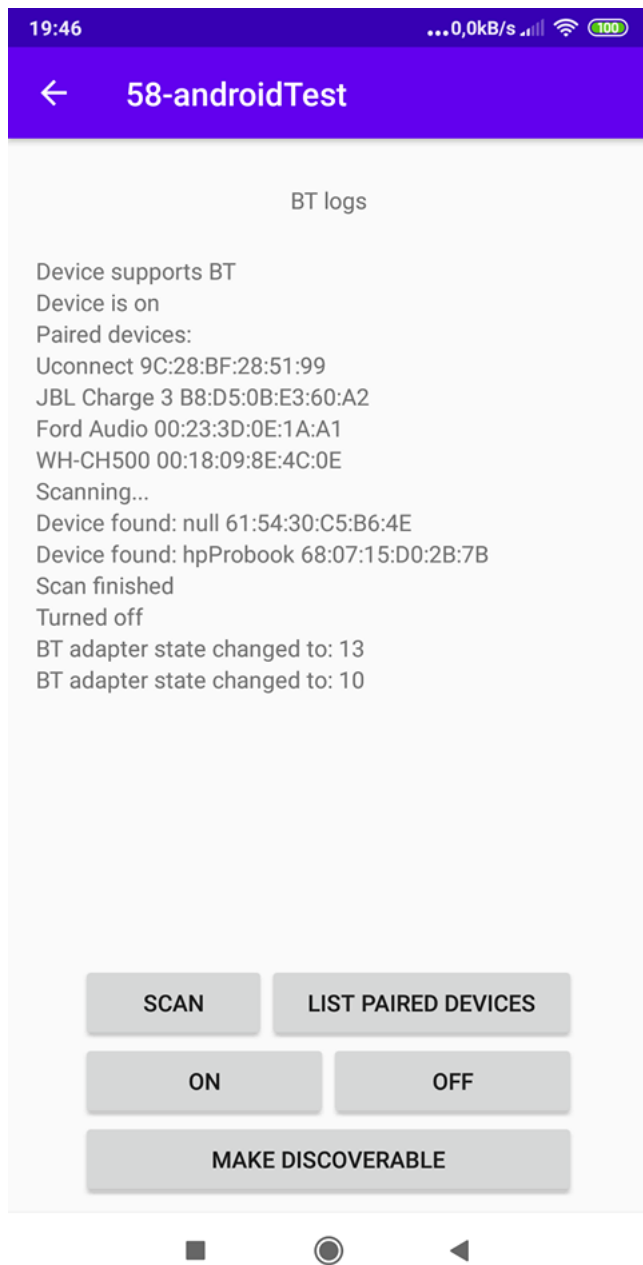 19:46 ...0,0kB/s 100
58-androidTest
BT logs
Device supports BT
Device is on
Paired devices:
Uconnect 9C:28:BF:28:51:99
JBL Charge 3 B8:D5:0B:E3:60:A2
Ford Audio 00:23:3D:0E:1A:A1
WH-CH500 00:18:09:8E:4C:0E
Scanning...
Device found: null 61:54:30:C5:B6:4E
Device found: hpProbook 68:07:15:D0:2B:7B
Scan finished
Turned off
BT adapter state changed to: 13
BT adapter state changed to: 10
SCAN LIST PAIRED DEVICES
ON OFF
MAKE DISCOVERABLE